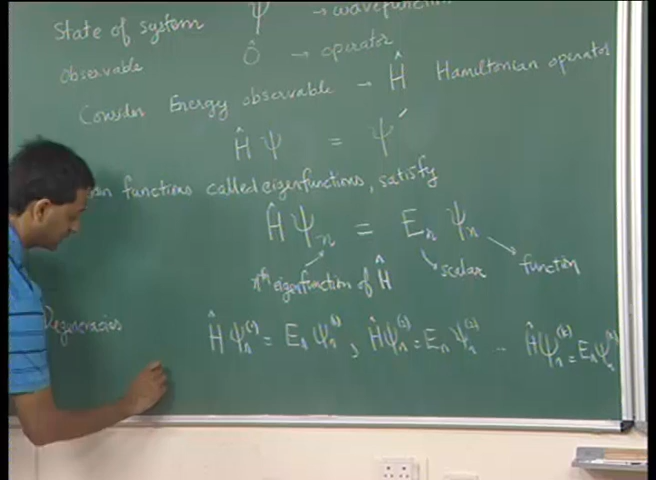 State of system ψ → wavefunction
Observable Ô → operator
Consider Energy observable → Ĥ Hamiltonian operator
Ĥ ψ = ψ′
functions called eigenfunctions, satisfy
Ĥ ψₙ = Eₙ ψₙ
nᵗʰ eigenfunction of Ĥ scalar function
Degeneracies Ĥ ψₙ⁽¹⁾ = Eₙ ψₙ⁽¹⁾ , Ĥ ψₙ⁽²⁾ = Eₙ ψₙ⁽²⁾ -- Ĥ ψₙ⁽ᵏ⁾ = Eₙ ψₙ⁽ᵏ⁾